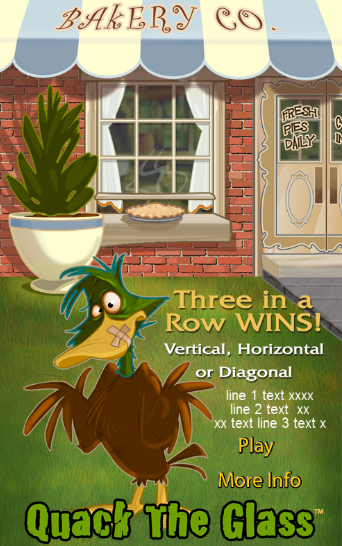 BAKERY CO.
FRESH
PIES
DAILY
Three in a
Row WINS!
Vertical, Horizontal
or Diagonal
line 1 text xxxx
line 2 text xx
xx text line 3 text x
Play
More Info
Quack The Glass™